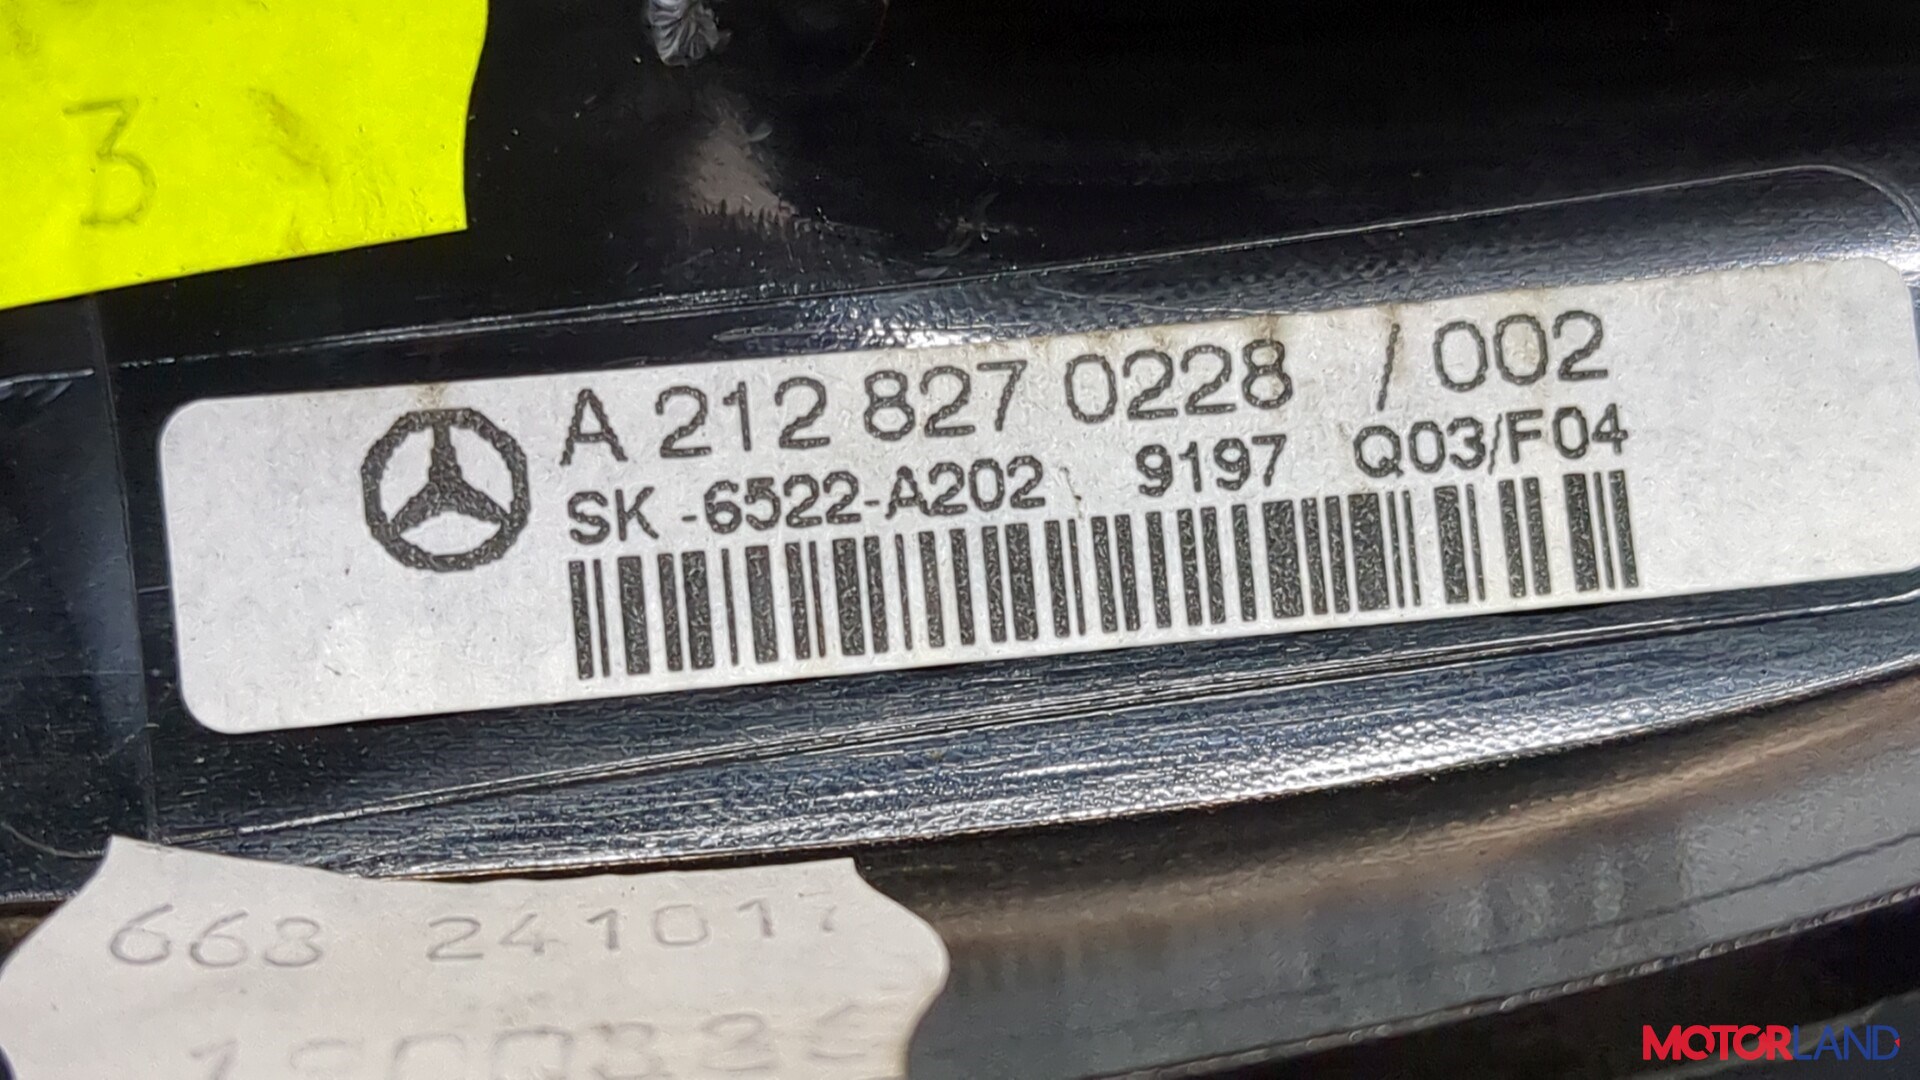 3
A 212 827 0228 / 002
SK -6522-A202 9197 Q03/F04
668 241017
MOTORLAND